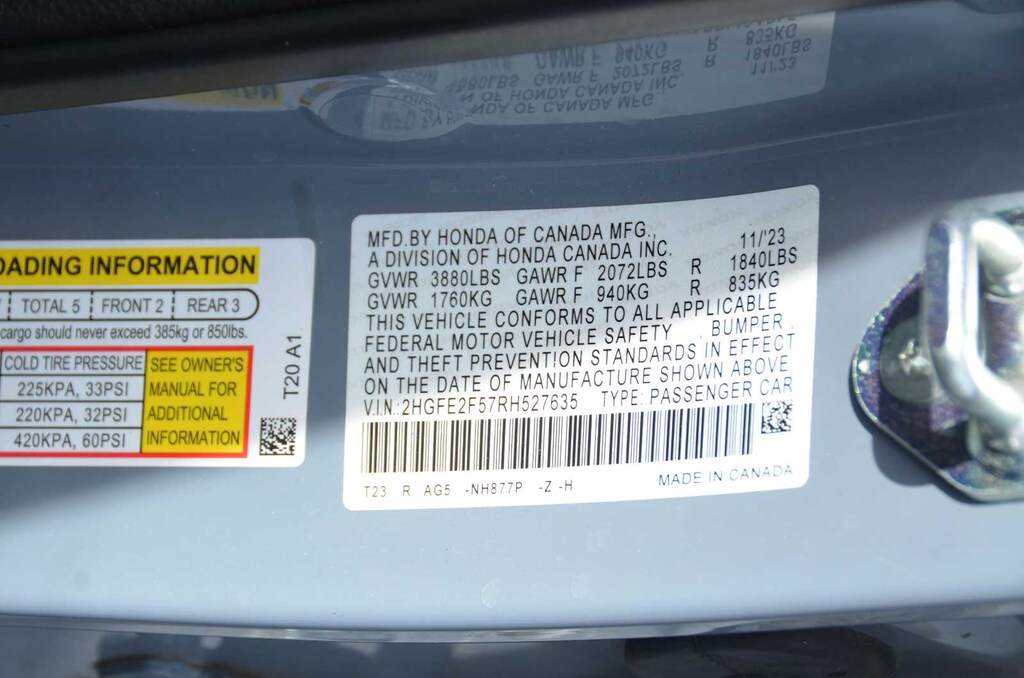 OADING INFORMATION
TOTAL 5 FRONT 2 REAR 3
cargo should never exceed 385kg or 850lbs.
COLD TIRE PRESSURE
225KPA, 33PSI
220KPA, 32PSI
420KPA, 60PSI
SEE OWNER'S
MANUAL FOR
ADDITIONAL
INFORMATION
T20 A1
MFD.BY HONDA OF CANADA MFG., 11/'23
A DIVISION OF HONDA CANADA INC.
GVWR 3880LBS GAWR F 2072LBS R 1840LBS
GVWR 1760KG GAWR F 940KG R 835KG
THIS VEHICLE CONFORMS TO ALL APPLICABLE
FEDERAL MOTOR VEHICLE SAFETY , BUMPER ,
AND THEFT PREVENTION STANDARDS IN EFFECT
ON THE DATE OF MANUFACTURE SHOWN ABOVE
V.I.N.:2HGFE2F57RH527635 TYPE: PASSENGER CAR
T23 R AG5 -NH877P -Z -H MADE IN CANADA